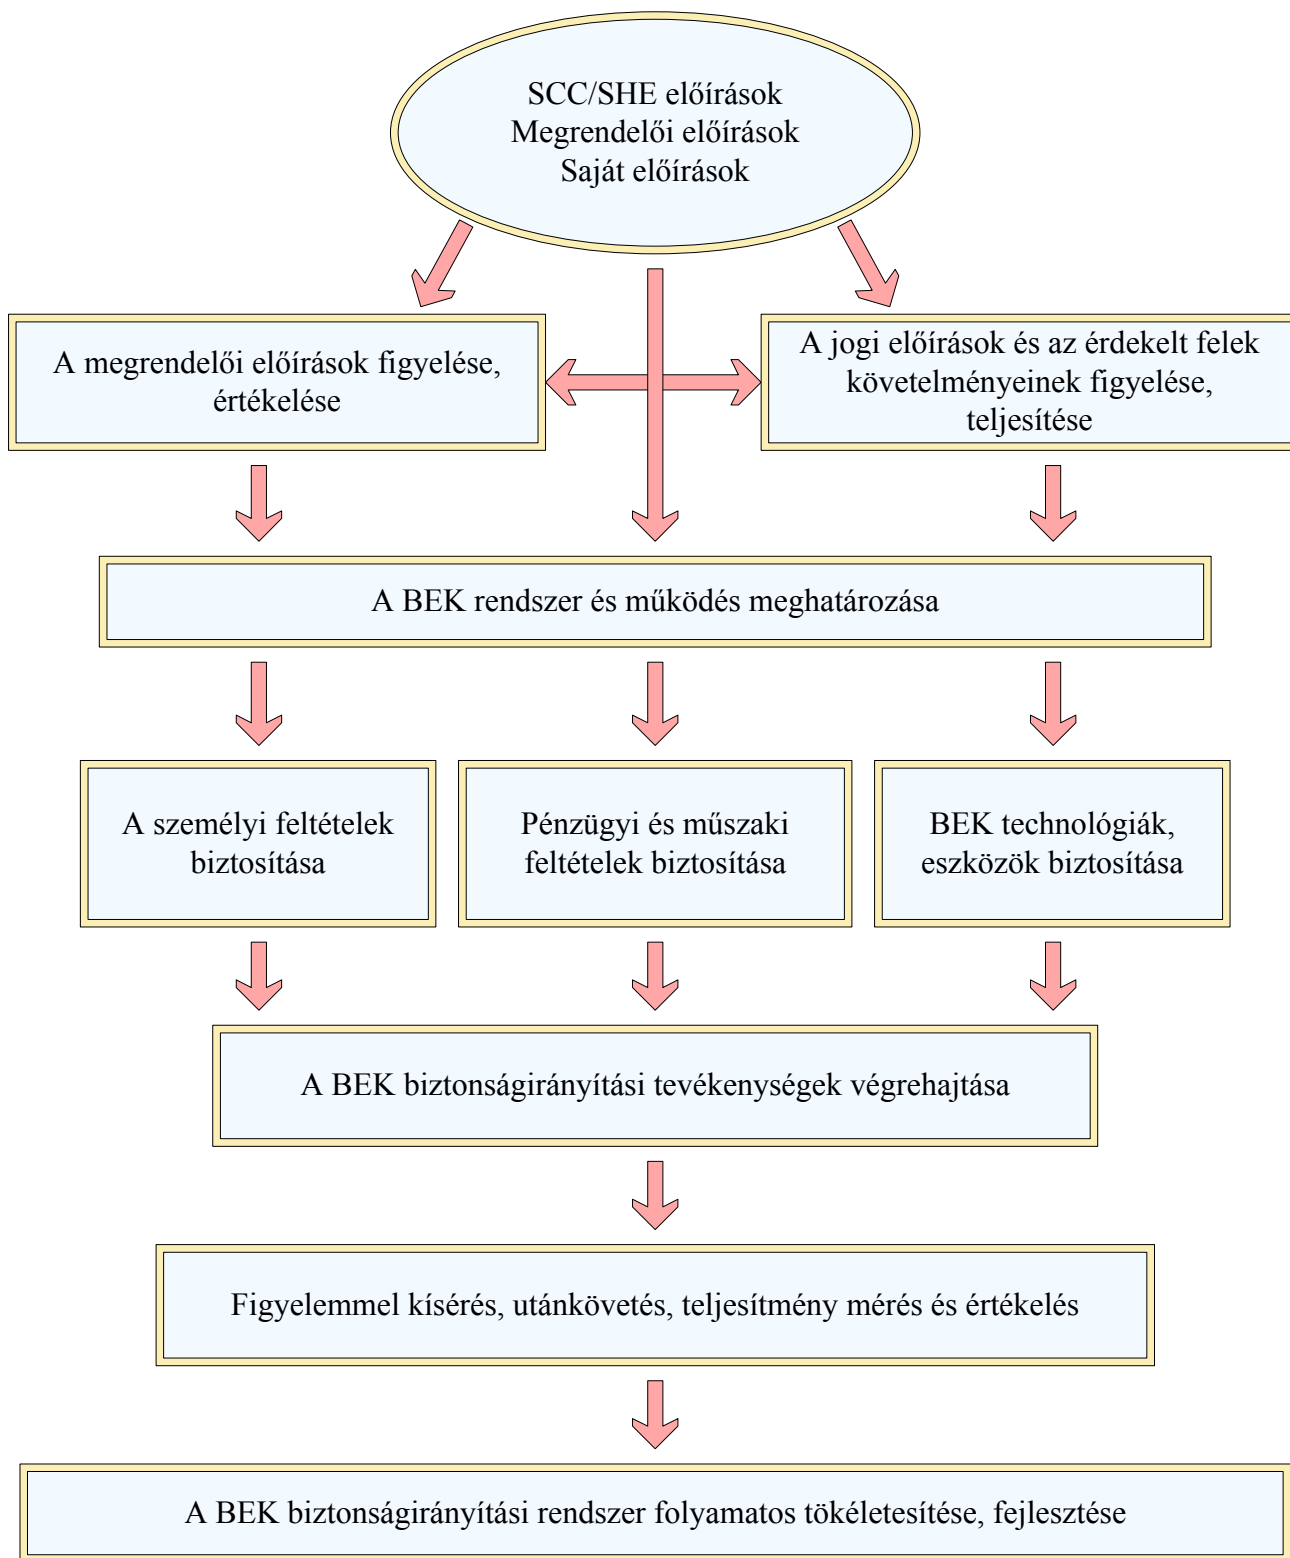 SCC/SHE előírások
Megrendelői előírások
Saját előírások
A megrendelői előírások figyelése,
értékelése
A jogi előírások és az érdekelt felek
követelményeinek figyelése,
teljesítése
A BEK rendszer és működés meghatározása
A személyi feltételek
biztosítása
Pénzügyi és műszaki
feltételek biztosítása
BEK technológiák,
eszközök biztosítása
A BEK biztonságirányítási tevékenységek végrehajtása
Figyelemmel kísérés, utánkövetés, teljesítmény mérés és értékelés
A BEK biztonságirányítási rendszer folyamatos tökéletesítése, fejlesztése